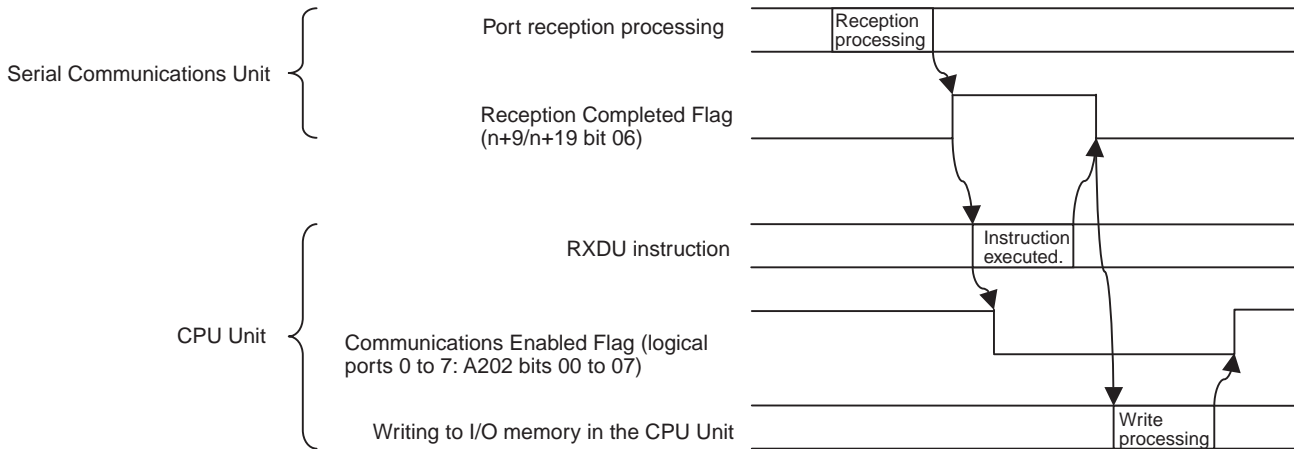 Port reception processing
Reception
processing
Serial Communications Unit
Reception Completed Flag
(n+9/n+19 bit 06)
RXDU instruction
Instruction
executed.
CPU Unit
Communications Enabled Flag (logical
ports 0 to 7: A202 bits 00 to 07)
Writing to I/O memory in the CPU Unit
Write
processing